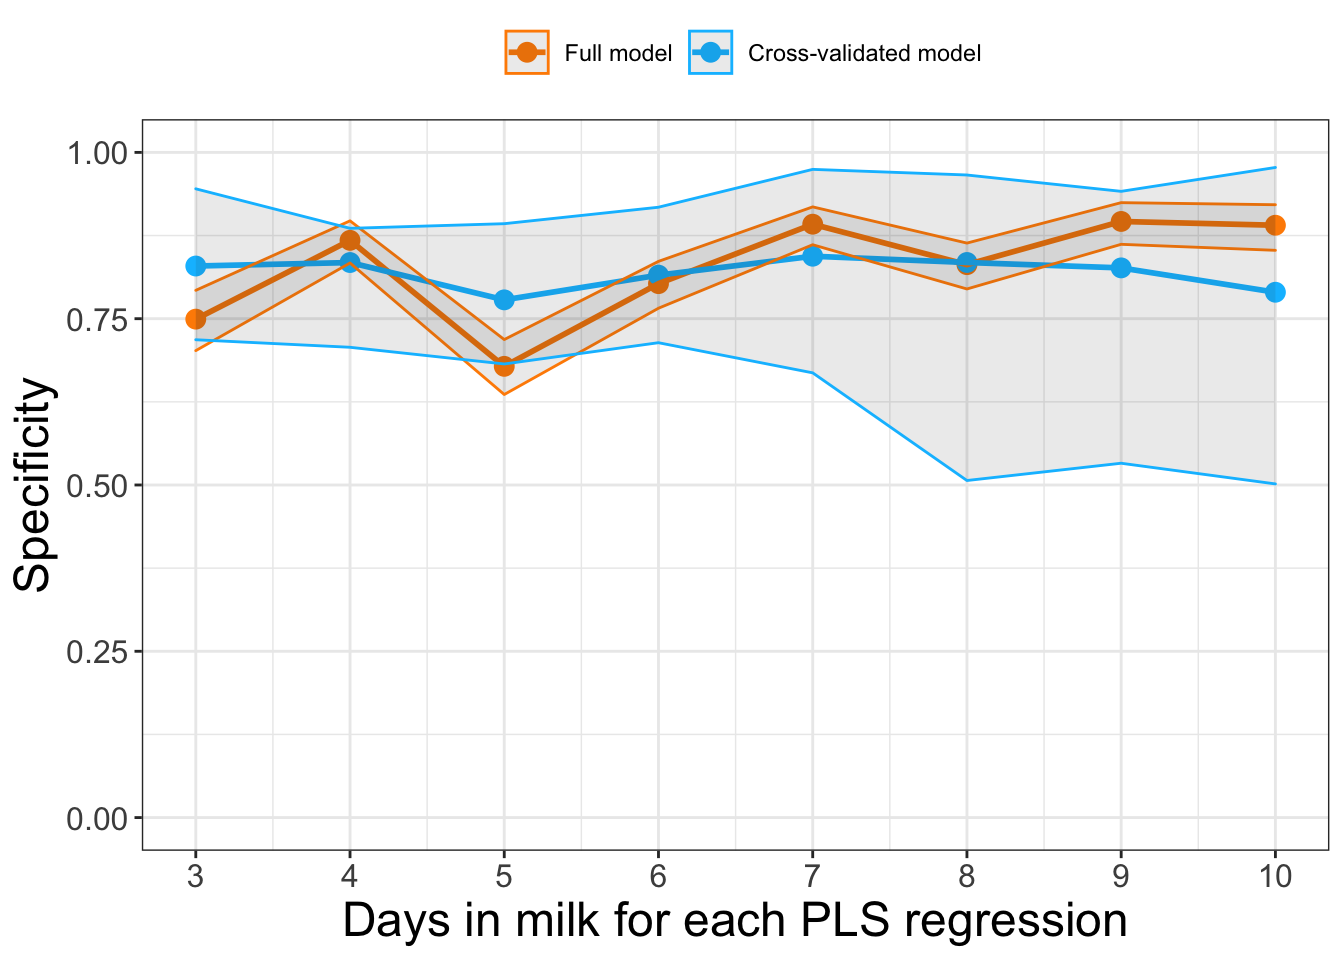 Full model Cross-validated model
1.00
0.75
0.50
0.25
0.00
Specificity
3 4 5 6 7 8 9 10
Days in milk for each PLS regression